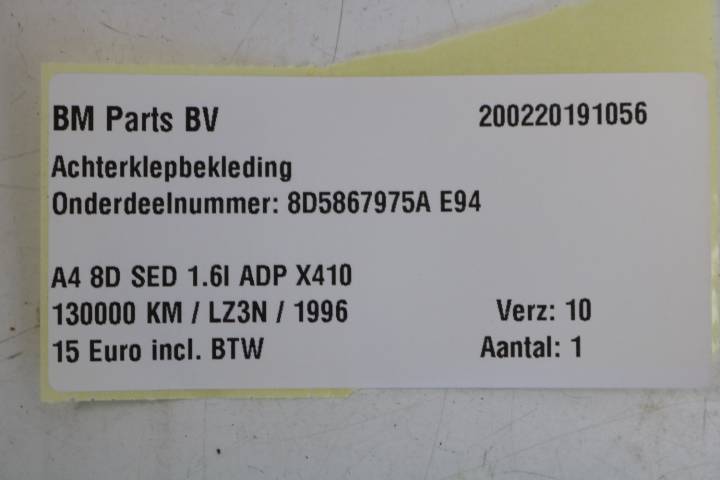 BM Parts BV 200220191056
Achterklepbekleding
Onderdeelnummer: 8D5867975A E94
A4 8D SED 1.6I ADP X410
130000 KM / LZ3N / 1996 Verz: 10
15 Euro incl. BTW Aantal: 1